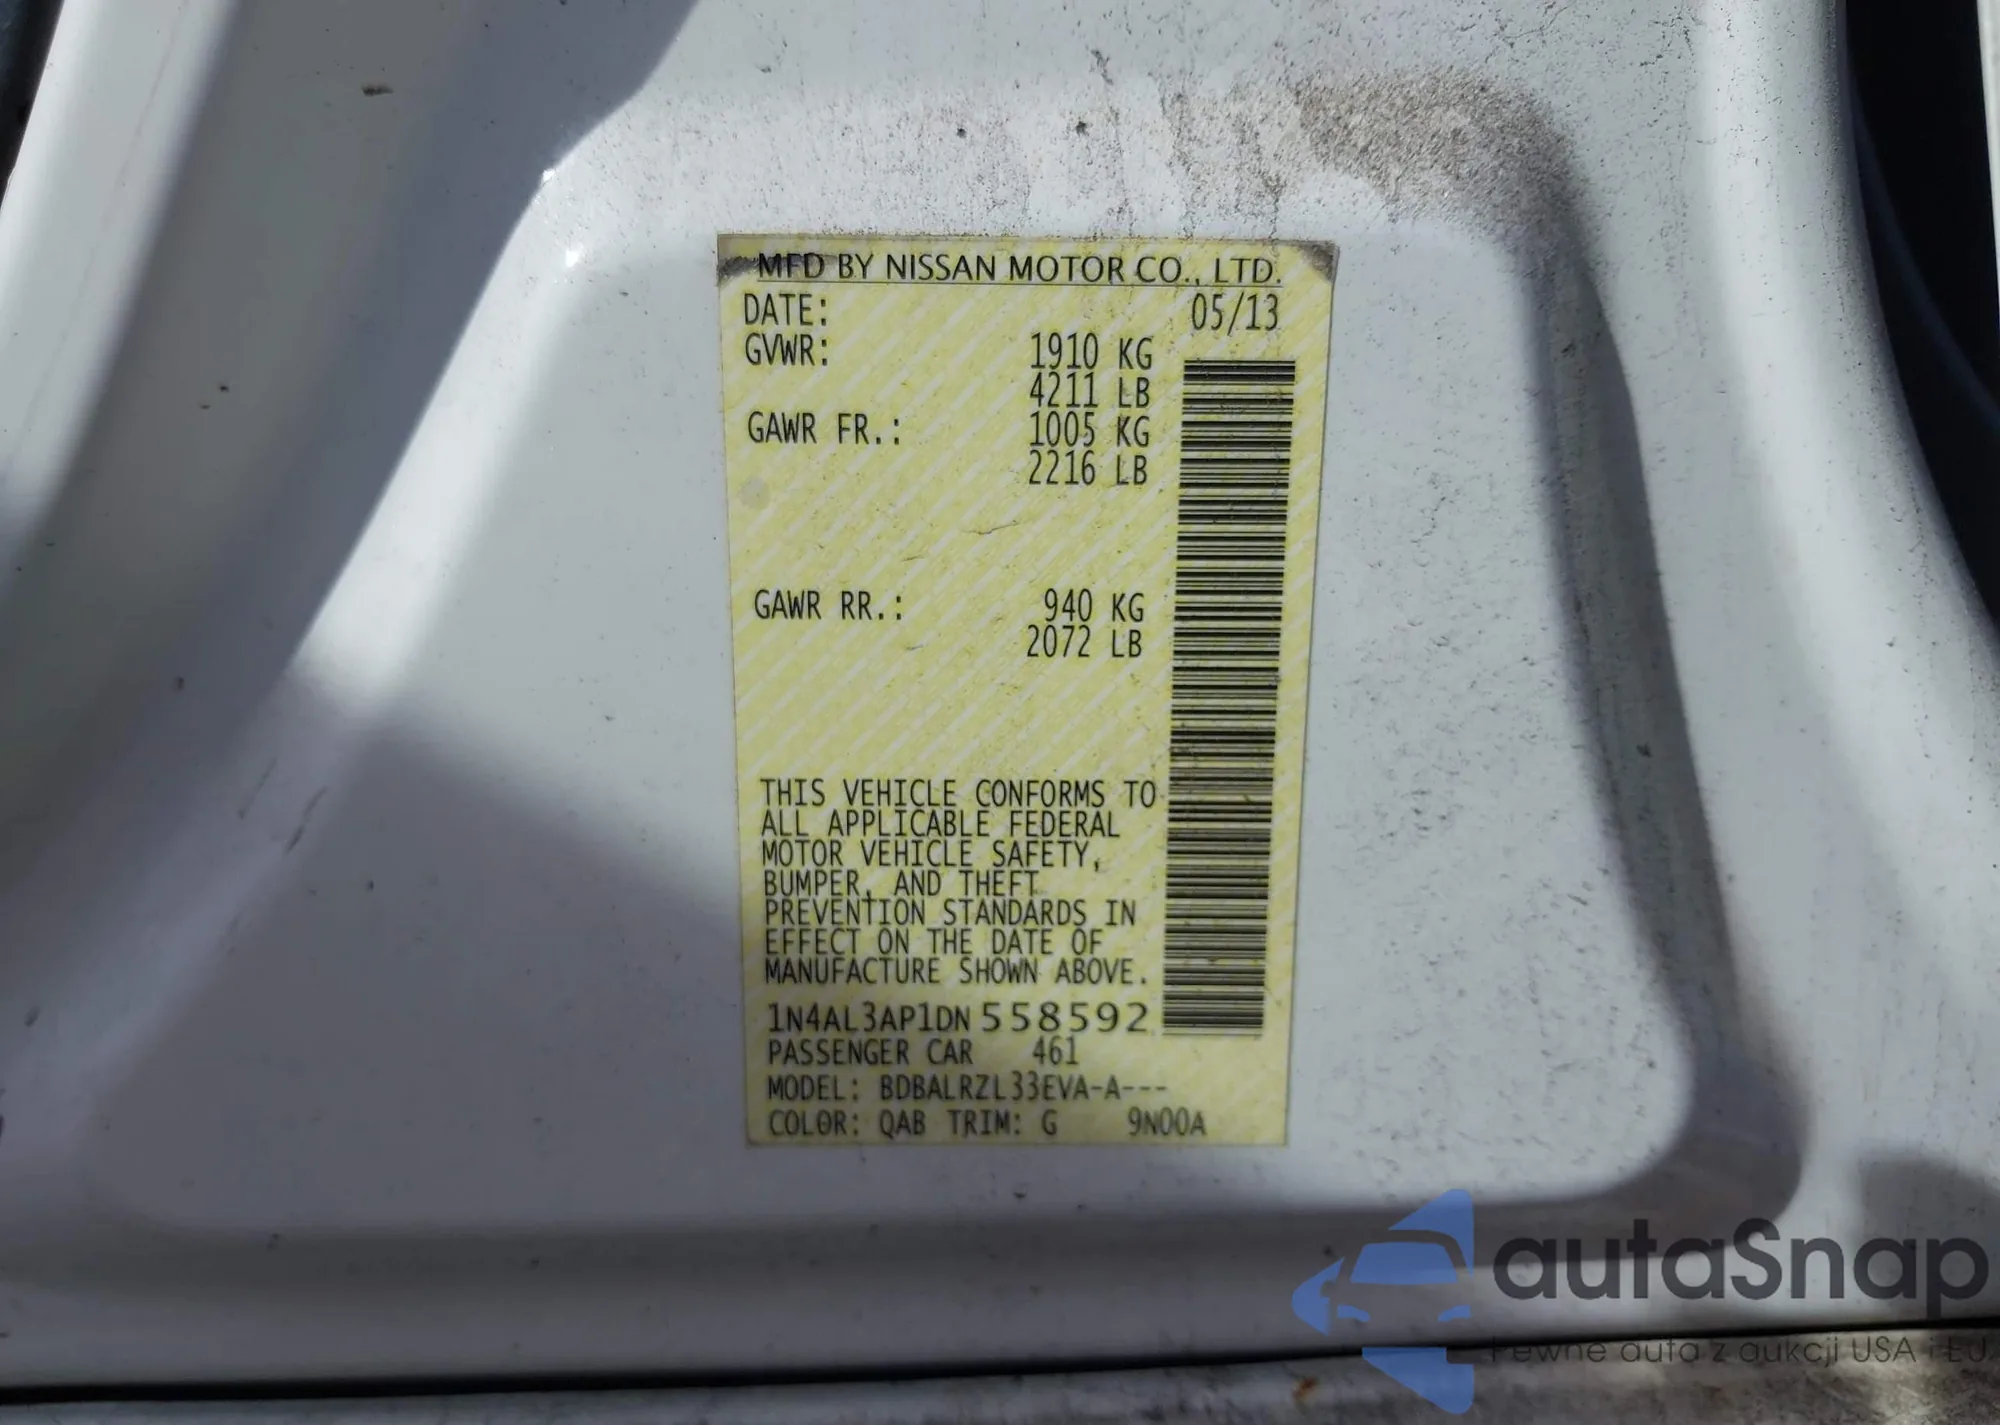 MFD BY NISSAN MOTOR CO., LTD.
DATE: 05/13
GVWR: 1910 KG
4211 LB
GAWR FR.: 1005 KG
2216 LB
GAWR RR.: 940 KG
2072 LB
THIS VEHICLE CONFORMS TO
ALL APPLICABLE FEDERAL
MOTOR VEHICLE SAFETY,
BUMPER, AND THEFT
PREVENTION STANDARDS IN
EFFECT ON THE DATE OF
MANUFACTURE SHOWN ABOVE.
1N4AL3AP1DN558592
PASSENGER CAR 461
MODEL: BDBALRZL33EVA-A---
COLOR: QAB TRIM: G 9N00A
autaSnap
Pewne auta z aukcji USA i EU